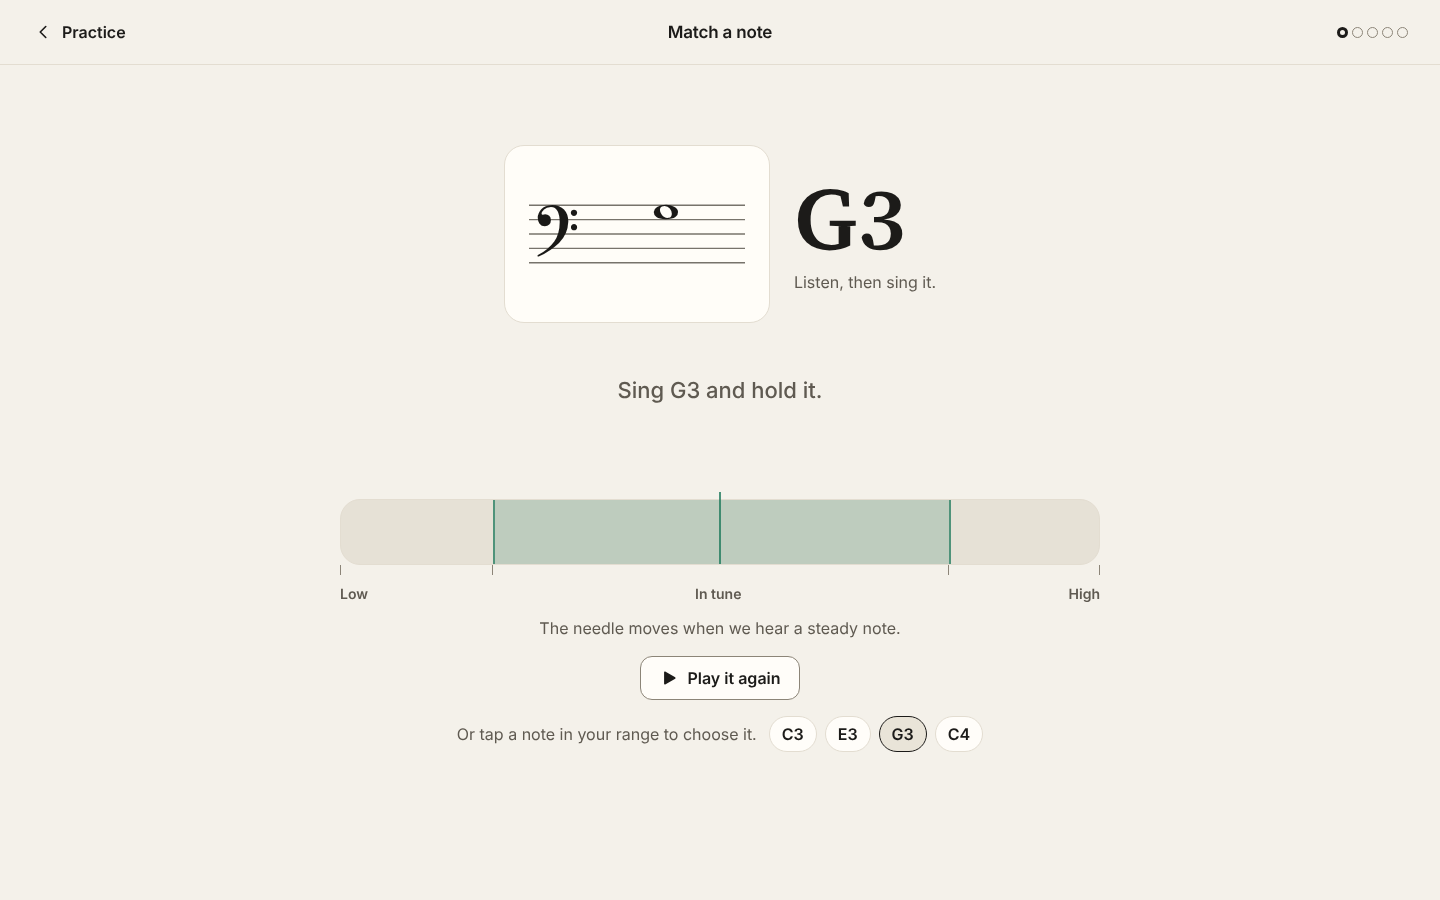 Practice
Match a note
G3
Listen, then sing it.
Sing G3 and hold it.
Low
In tune
High
The needle moves when we hear a steady note.
Play it again
Or tap a note in your range to choose it.
C3
E3
G3
C4